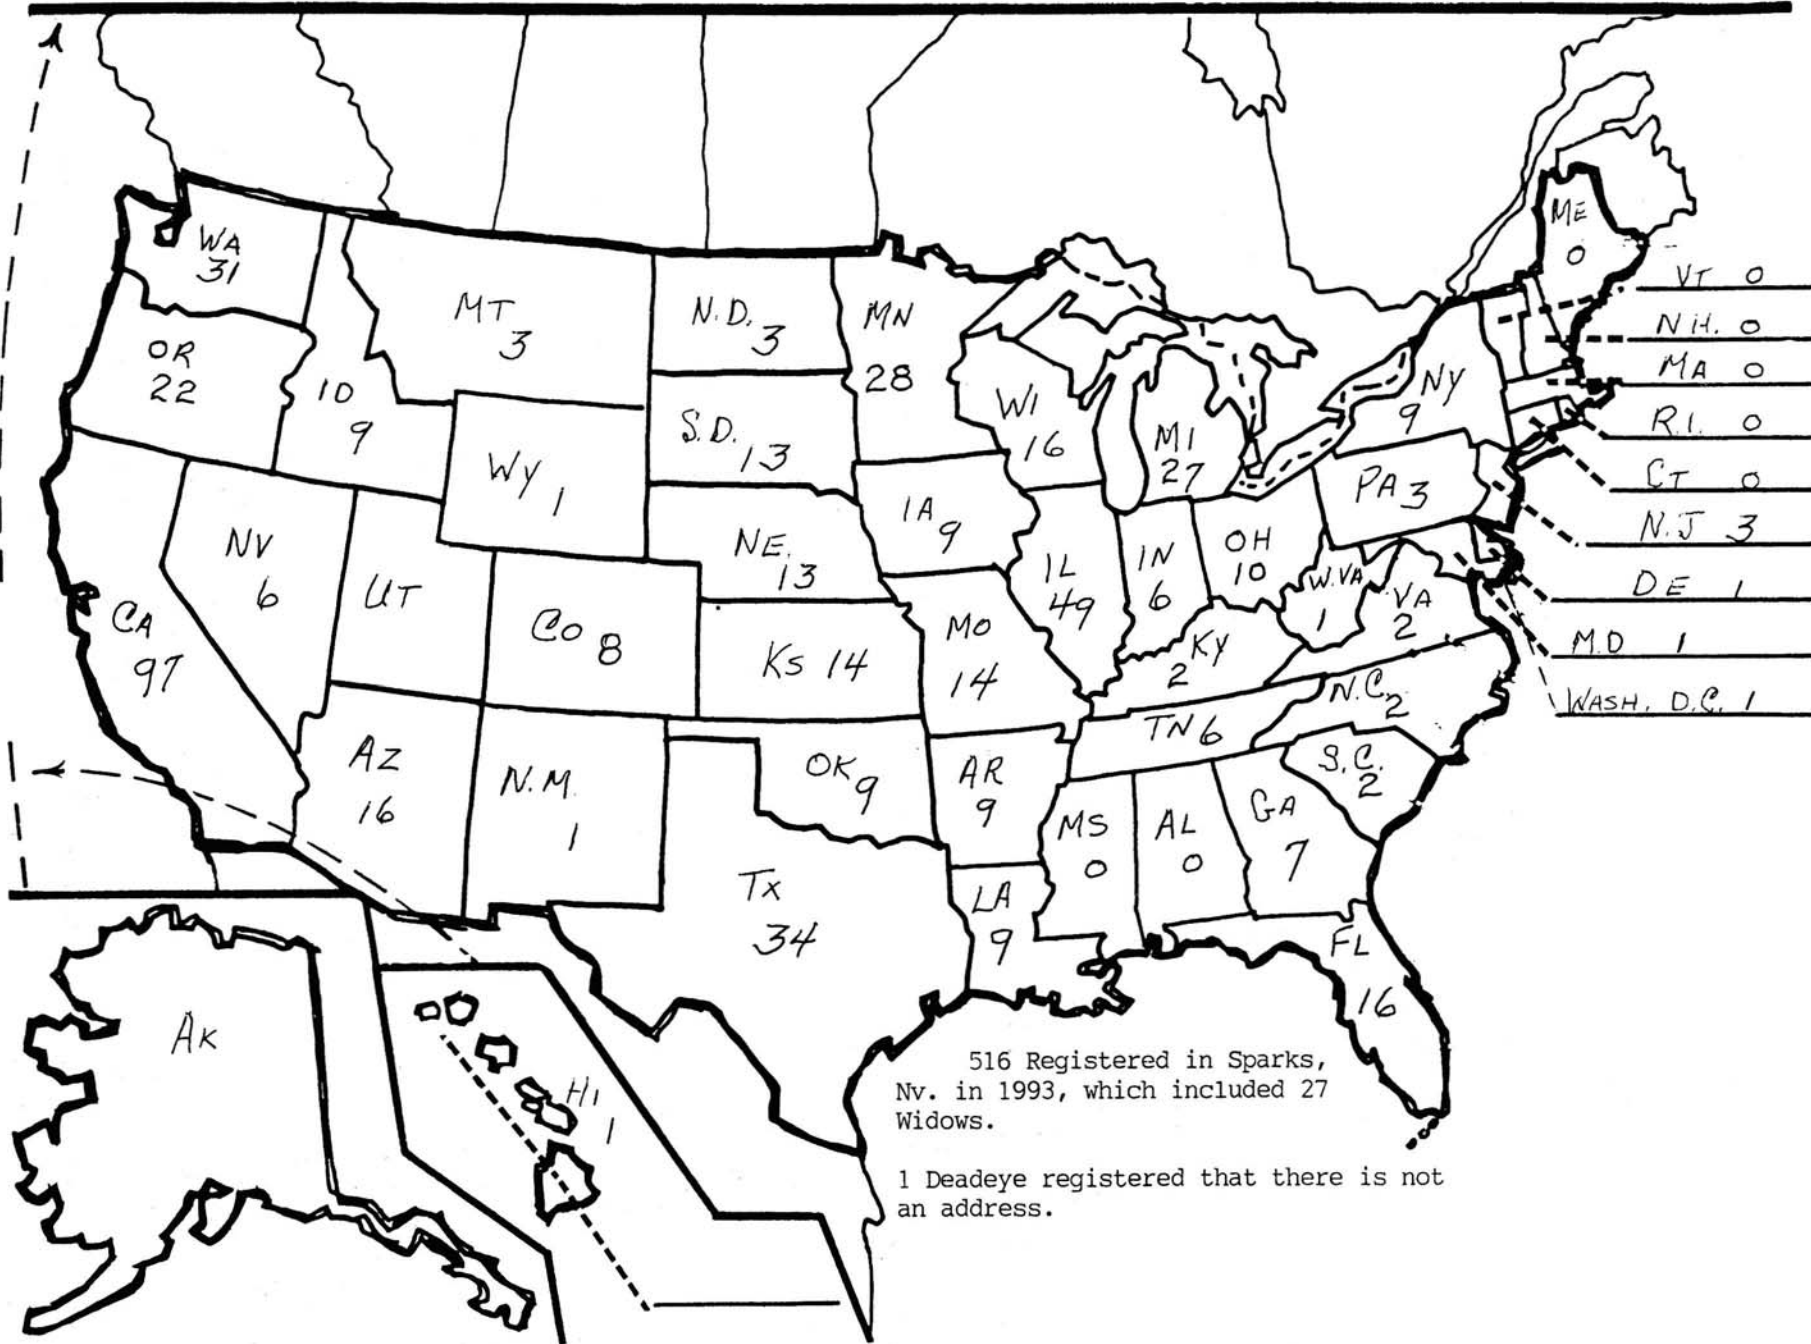 WA
31
OR
22
ID
9
MT
3
N.D.
3
MN
28
S.D.
13
WY
1
WI
16
MI
27
NY
9
ME
0
VT 0
N.H. 0
MA 0
R.I. 0
CT 0
N.J 3
DE 1
M.D 1
WASH. D.C. 1
PA 3
IA
9
NE.
13
NV
6
UT
CO 8
CA
97
KS 14
MO
14
IL
49
IN
6
OH
10
W.VA
1
VA
2
KY
2
N.C.
2
TN 6
S.C.
2
AZ
16
N.M.
1
OK 9
AR
9
MS
0
AL
0
GA
7
TX
34
LA
9
FL
16
AK
HI
1
516 Registered in Sparks,
Nv. in 1993, which included 27
Widows.
1 Deadeye registered that there is not
an address.